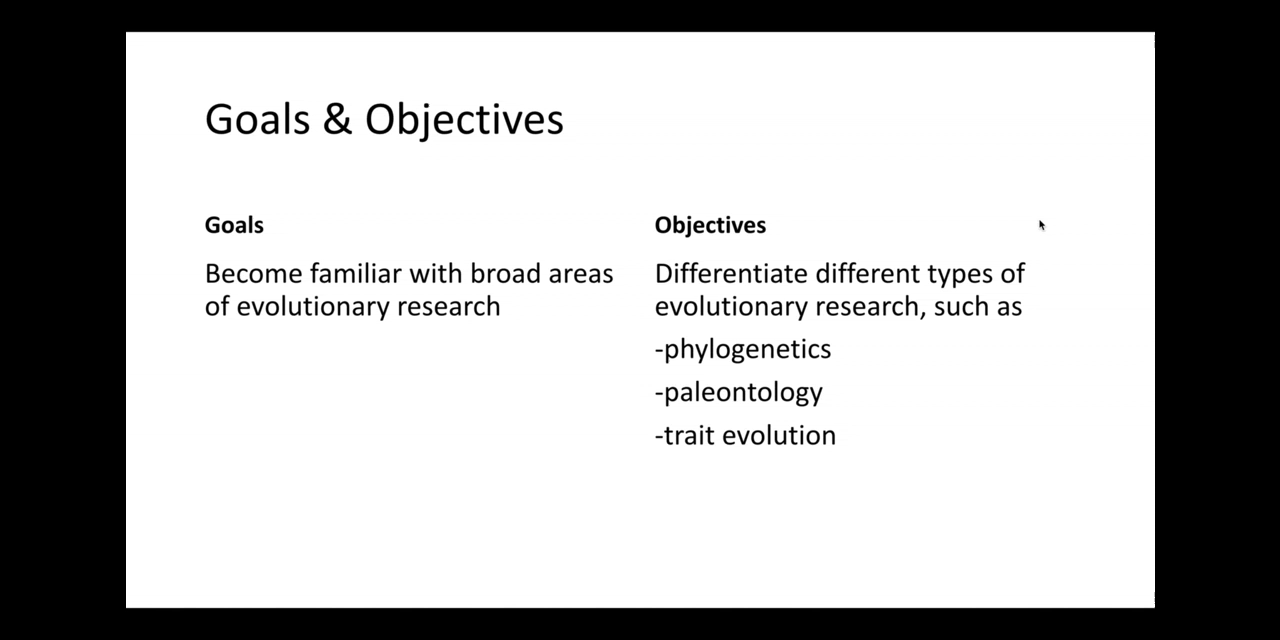 Goals & Objectives
Goals
Become familiar with broad areas
of evolutionary research
Objectives
Differentiate different types of
evolutionary research, such as
-phylogenetics
-paleontology
-trait evolution